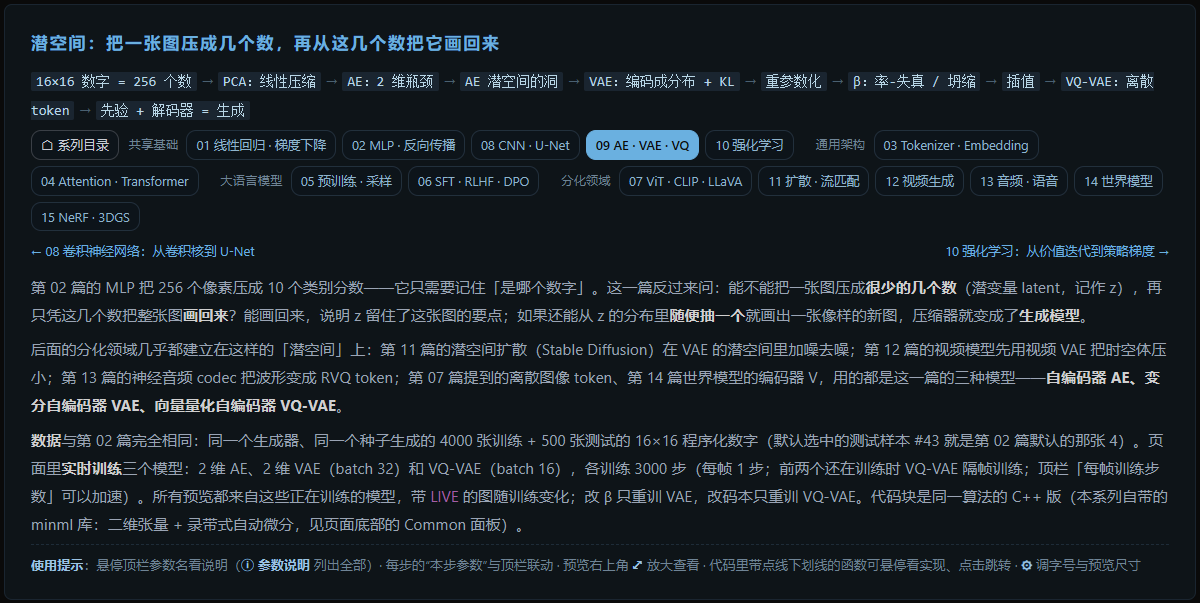 潜空间：把一张图压成几个数，再从这几个数把它画回来
16×16 数字 = 256 个数 → PCA：线性压缩 → AE：2 维瓶颈 → AE 潜空间的洞 → VAE：编码成分布 + KL → 重参数化 → β：率-失真 / 坍缩 → 插值 → VQ-VAE：离散
token → 先验 + 解码器 = 生成
系列目录 共享基础 01 线性回归 · 梯度下降 02 MLP · 反向传播 08 CNN · U-Net 09 AE · VAE · VQ 10 强化学习 通用架构 03 Tokenizer · Embedding
04 Attention · Transformer 大语言模型 05 预训练 · 采样 06 SFT · RLHF · DPO 分化领域 07 ViT · CLIP · LLaVA 11 扩散 · 流匹配 12 视频生成 13 音频 · 语音 14 世界模型
15 NeRF · 3DGS
← 08 卷积神经网络：从卷积核到 U-Net 10 强化学习：从价值迭代到策略梯度 →
第 02 篇的 MLP 把 256 个像素压成 10 个类别分数——它只需要记住「是哪个数字」。这一篇反过来问：能不能把一张图压成很少的几个数（潜变量 latent，记作 z），再
只凭这几个数把整张图画回来？能画回来，说明 z 留住了这张图的要点；如果还能从 z 的分布里随便抽一个就画出一张像样的新图，压缩器就变成了生成模型。
后面的分化领域几乎都建立在这样的「潜空间」上：第 11 篇的潜空间扩散（Stable Diffusion）在 VAE 的潜空间里加噪去噪；第 12 篇的视频模型先用视频 VAE 把时空体压
小；第 13 篇的神经音频 codec 把波形变成 RVQ token；第 07 篇提到的离散图像 token、第 14 篇世界模型的编码器 V，用的都是这一篇的三种模型——自编码器 AE、变
分自编码器 VAE、向量量化自编码器 VQ-VAE。
数据与第 02 篇完全相同：同一个生成器、同一个种子生成的 4000 张训练 + 500 张测试的 16×16 程序化数字（默认选中的测试样本 #43 就是第 02 篇默认的那张 4）。页
面里实时训练三个模型：2 维 AE、2 维 VAE（batch 32）和 VQ-VAE（batch 16），各训练 3000 步（每帧 1 步；前两个还在训练时 VQ-VAE 隔帧训练；顶栏「每帧训练步
数」可以加速）。所有预览都来自这些正在训练的模型，带 LIVE 的图随训练变化；改 β 只重训 VAE，改码本只重训 VQ-VAE。代码块是同一算法的 C++ 版（本系列自带的
minml 库：二维张量 + 录带式自动微分，见页面底部的 Common 面板）。
使用提示：悬停顶栏参数名看说明（ⓘ 参数说明 列出全部）· 每步的“本步参数”与顶栏联动 · 预览右上角 ⤢ 放大查看 · 代码里带点线下划线的函数可悬停看实现、点击跳转 · ⚙ 调字号与预览尺寸